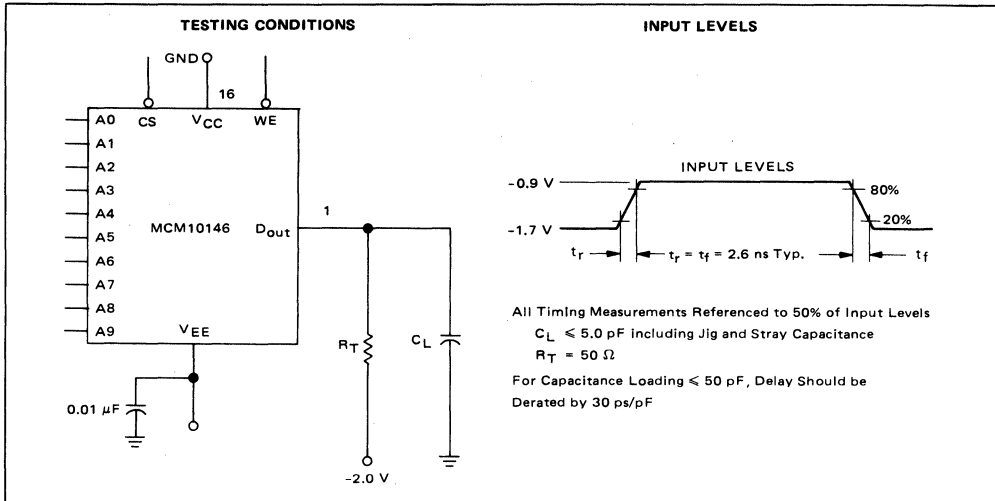 TESTING CONDITIONS
GND
16
CS
VCC
WE
A0
A1
A2
A3
A4
A5
A6
A7
A8
A9
MCM10146
Dout
1
VEE
0.01 μF
RT
CL
-2.0 V
INPUT LEVELS
INPUT LEVELS
-0.9 V
80%
20%
-1.7 V
tr
tr = tf = 2.6 ns Typ.
tf
All Timing Measurements Referenced to 50% of Input Levels
CL ≤ 5.0 pF including Jig and Stray Capacitance
RT = 50 Ω
For Capacitance Loading ≤ 50 pF, Delay Should be
Derated by 30 ps/pF